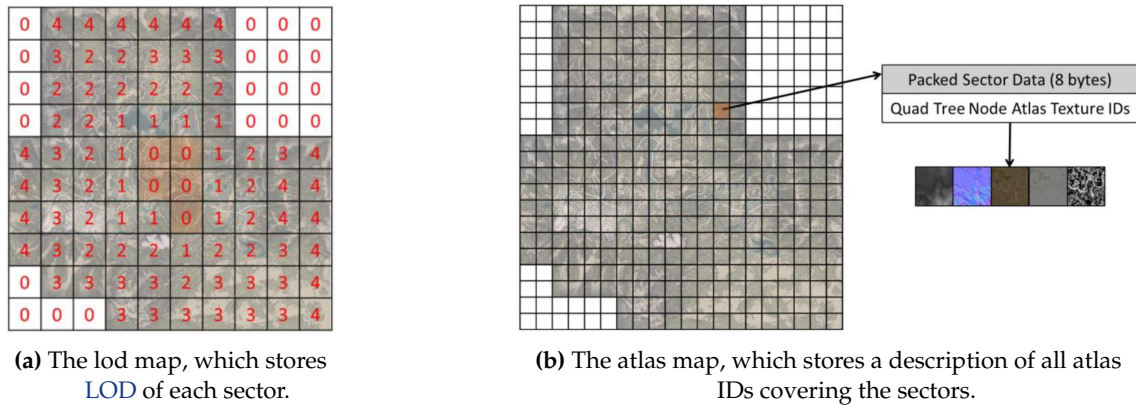 0 4 4 4 4 4 4 0 0 0
0 3 2 2 3 3 3 0 0 0
0 2 2 2 2 2 2 0 0 0
0 2 2 1 1 1 1 0 0 0
4 3 2 1 0 0 1 2 3 4
4 3 2 1 0 0 1 2 4 4
4 3 2 1 1 0 1 2 4 4
4 3 2 2 2 1 2 2 3 4
0 3 3 3 3 2 3 3 3 4
0 0 0 3 3 3 3 3 3 4
Packed Sector Data (8 bytes)
Quad Tree Node Atlas Texture IDs
(a) The lod map, which stores
LOD of each sector.
(b) The atlas map, which stores a description of all atlas
IDs covering the sectors.